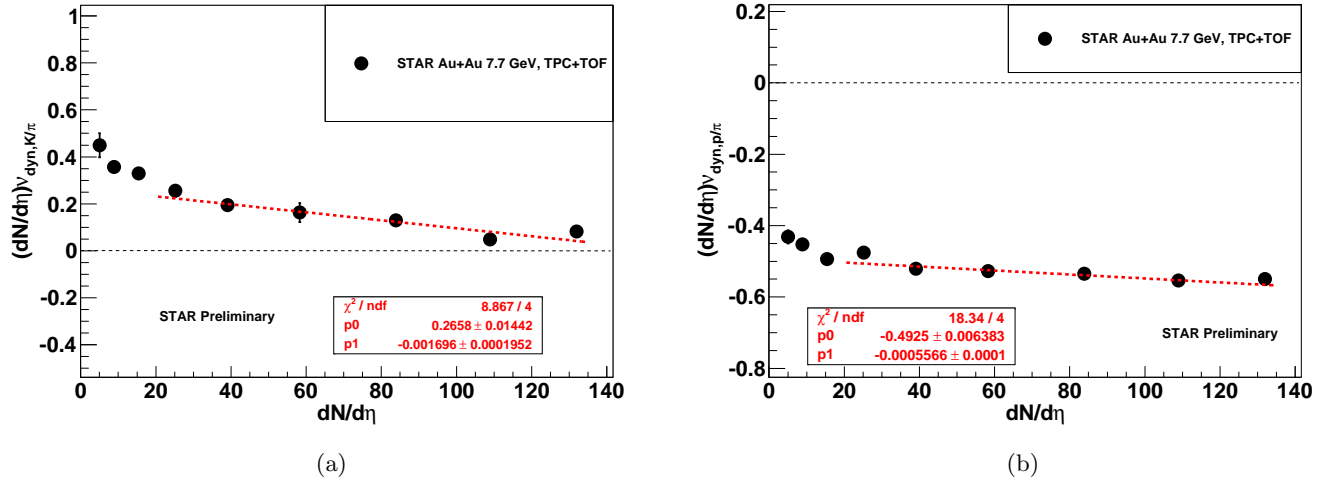 1
0.8
0.6
0.4
0.2
0
-0.2
-0.4
(dN/dη)ν_dyn,K/π
STAR Au+Au 7.7 GeV, TPC+TOF
STAR Preliminary
χ² / ndf 8.867 / 4
p0 0.2658 ± 0.01442
p1 -0.001696 ± 0.0001952
0 20 40 60 80 100 120 140
dN/dη
(a)
0.2
0
-0.2
-0.4
-0.6
-0.8
(dN/dη)ν_dyn,p/π
STAR Au+Au 7.7 GeV, TPC+TOF
χ² / ndf 18.34 / 4
p0 -0.4925 ± 0.006383
p1 -0.0005566 ± 0.0001
STAR Preliminary
0 20 40 60 80 100 120 140
dN/dη
(b)